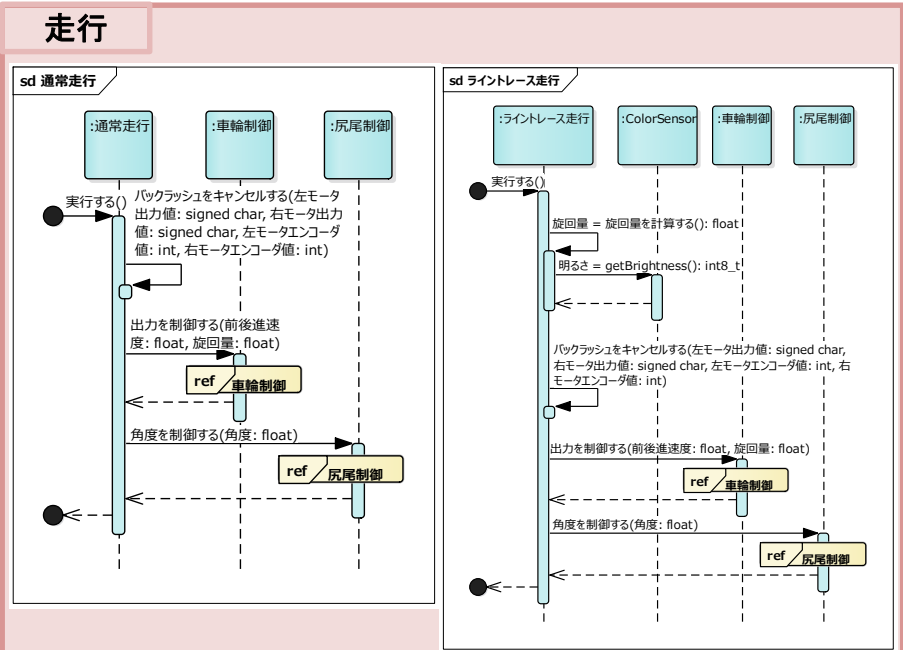 走行
sd 通常走行
:通常走行
:車輪制御
:尻尾制御
実行する()
バックラッシュをキャンセルする(左モータ
出力値: signed char, 右モータ出力
値: signed char, 左モータエンコーダ
値: int, 右モータエンコーダ値: int)
出力を制御する(前後進速
度: float, 旋回量: float)
ref
車輪制御
角度を制御する(角度: float)
ref
尻尾制御
sd ライントレース走行
:ライントレース走行
:ColorSensor
:車輪制御
:尻尾制御
実行する()
旋回量 = 旋回量を計算する(): float
明るさ = getBrightness(): int8_t
バックラッシュをキャンセルする(左モータ出力値: signed char,
右モータ出力値: signed char, 左モータエンコーダ値: int, 右
モータエンコーダ値: int)
出力を制御する(前後進速度: float, 旋回量: float)
ref
車輪制御
角度を制御する(角度: float)
ref
尻尾制御